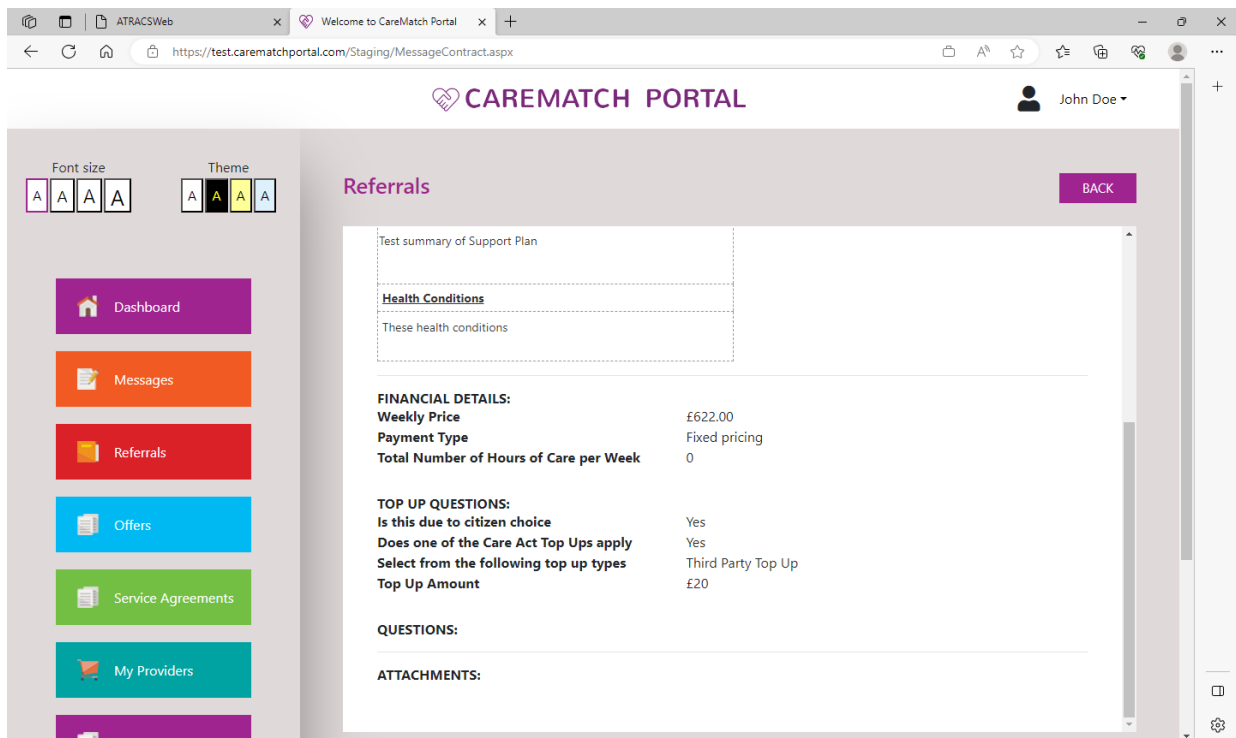 ATRACSWeb
Welcome to CareMatch Portal
https://test.carematchportal.com/Staging/MessageContract.aspx
CAREMATCH PORTAL
John Doe
Font size
Theme
A A A A
A A A A
Referrals
BACK
Dashboard
Messages
Referrals
Offers
Service Agreements
My Providers
Test summary of Support Plan
Health Conditions
These health conditions
FINANCIAL DETAILS:
Weekly Price £622.00
Payment Type Fixed pricing
Total Number of Hours of Care per Week 0
TOP UP QUESTIONS:
Is this due to citizen choice Yes
Does one of the Care Act Top Ups apply Yes
Select from the following top up types Third Party Top Up
Top Up Amount £20
QUESTIONS:
ATTACHMENTS: